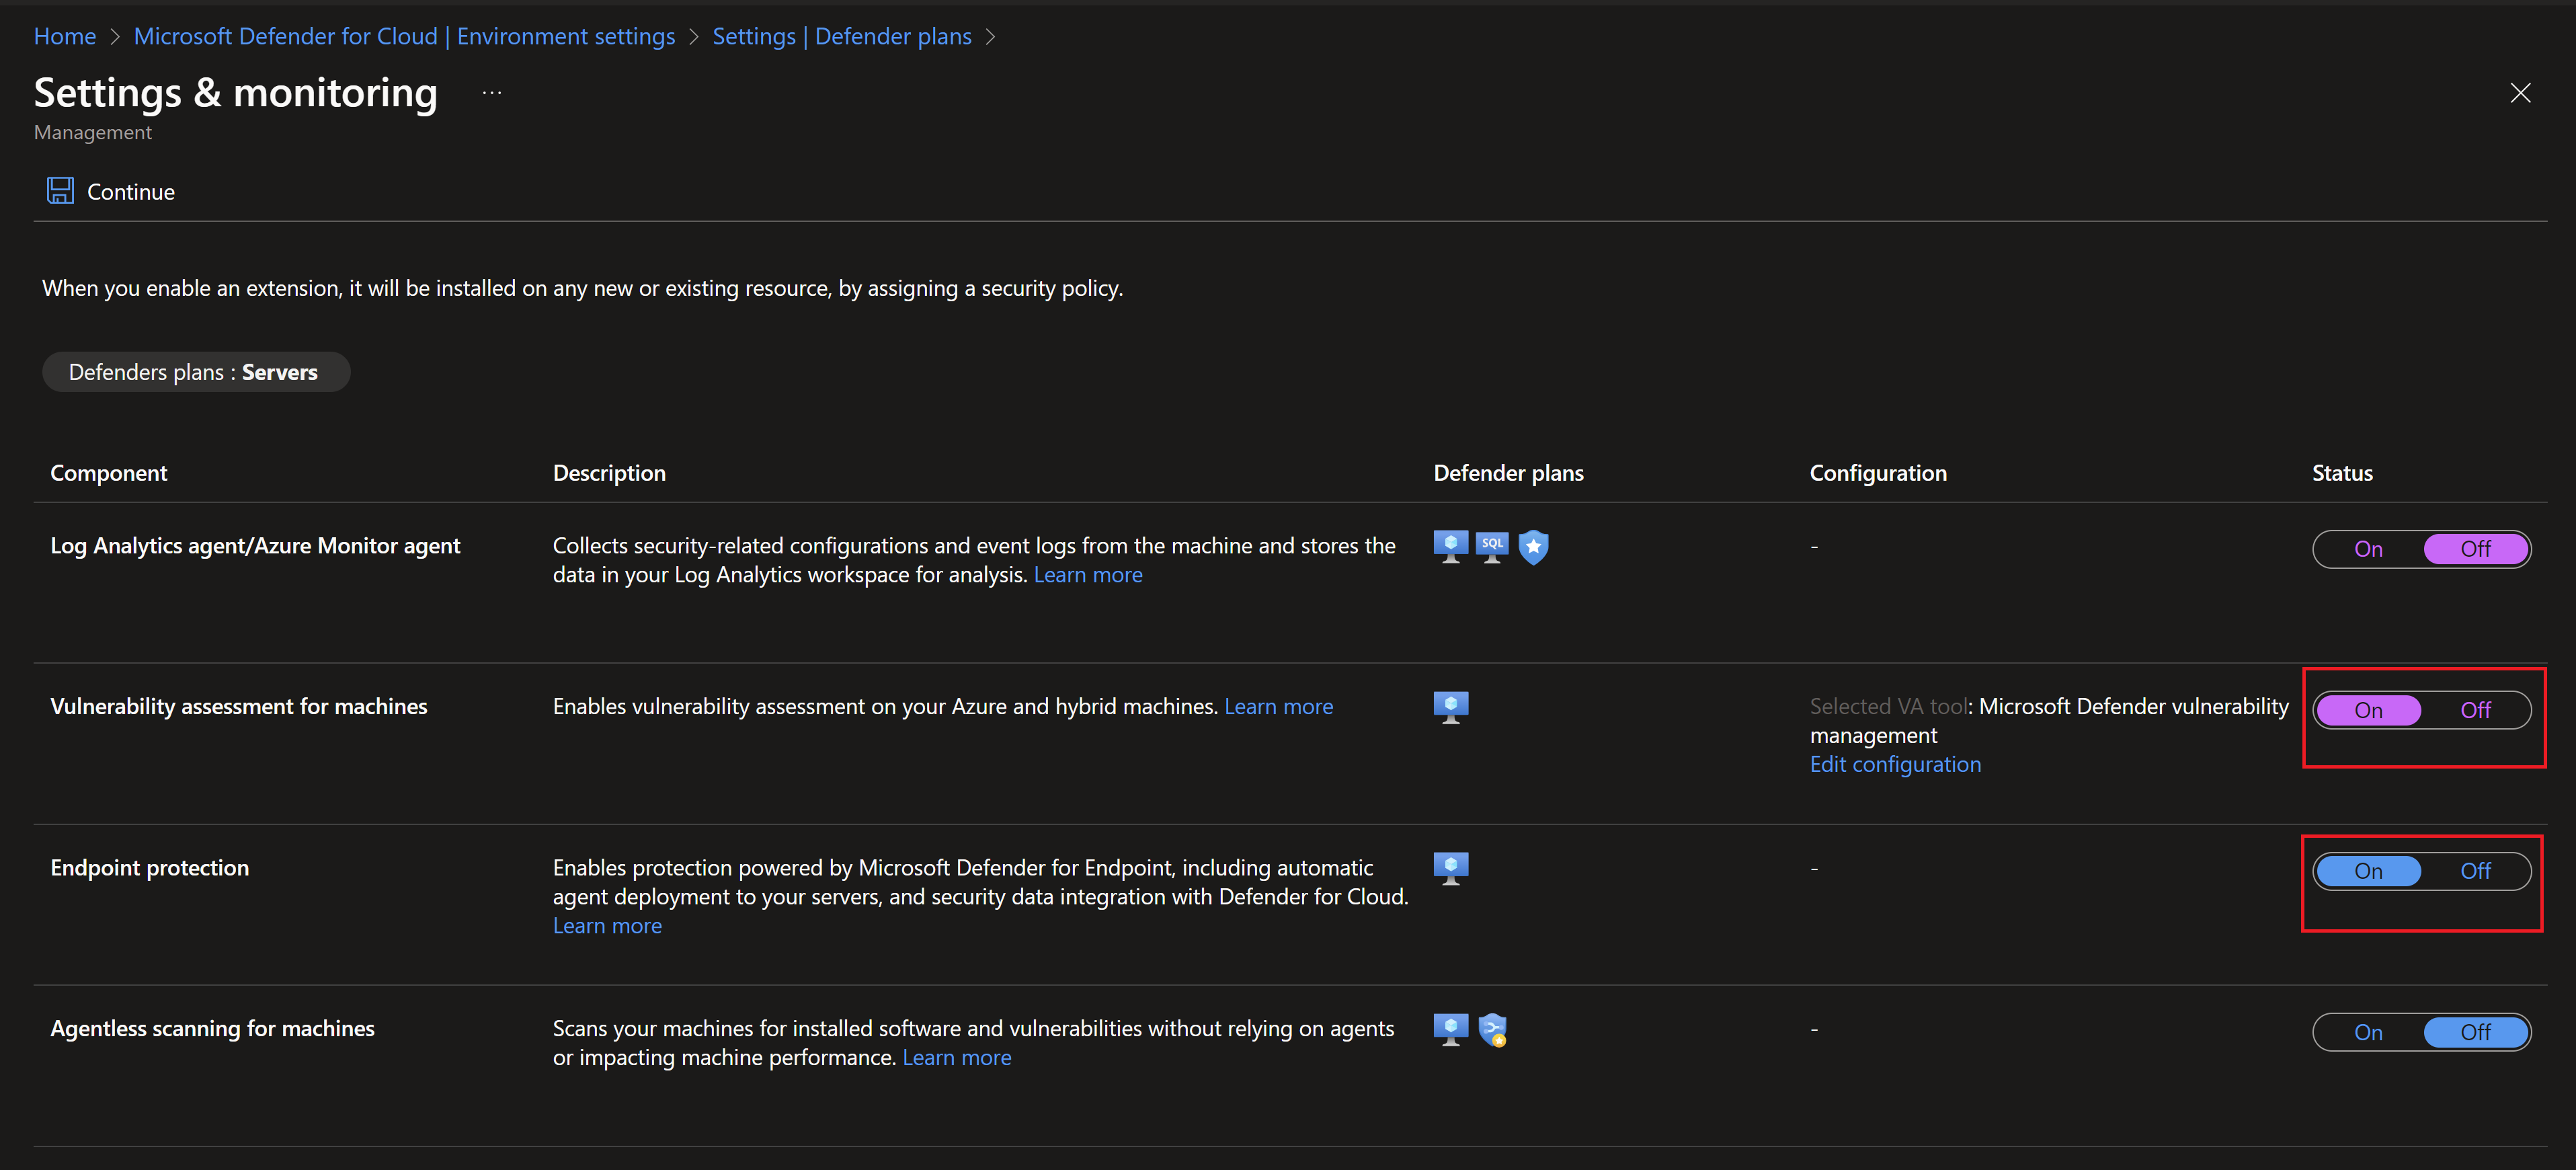 Home > Microsoft Defender for Cloud | Environment settings > Settings | Defender plans >
Settings & monitoring ...
Management
Continue
When you enable an extension, it will be installed on any new or existing resource, by assigning a security policy.
Defenders plans : Servers
Component Description Defender plans Configuration Status
Log Analytics agent/Azure Monitor agent
Collects security-related configurations and event logs from the machine and stores the
data in your Log Analytics workspace for analysis. Learn more
SQL
-
On Off
Vulnerability assessment for machines
Enables vulnerability assessment on your Azure and hybrid machines. Learn more
Selected VA tool: Microsoft Defender vulnerability
management
Edit configuration
On Off
Endpoint protection
Enables protection powered by Microsoft Defender for Endpoint, including automatic
agent deployment to your servers, and security data integration with Defender for Cloud.
Learn more
-
On Off
Agentless scanning for machines
Scans your machines for installed software and vulnerabilities without relying on agents
or impacting machine performance. Learn more
-
On Off